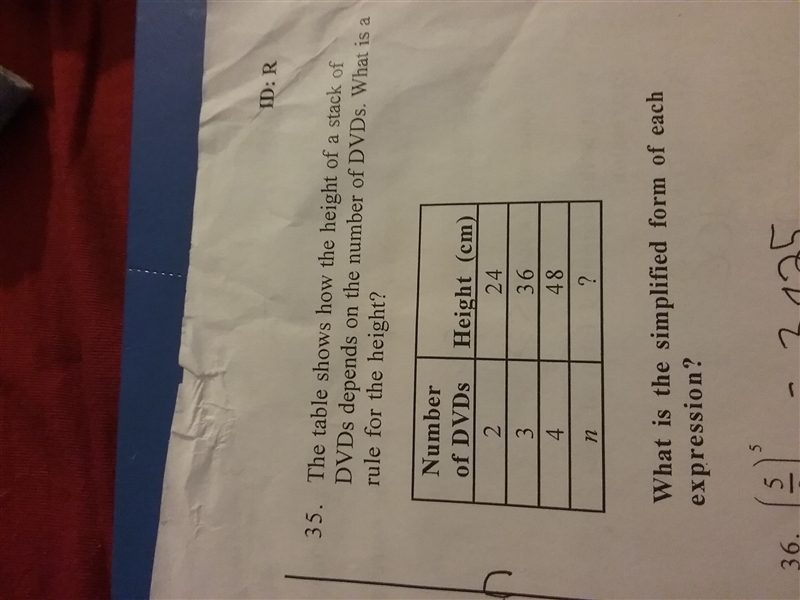 ID: R
35. The table shows how the height of a stack of
DVDs depends on the number of DVDs. What is a
rule for the height?
Number
of DVDs Height (cm)
2 24
3 36
4 48
n ?
What is the simplified form of each
expression?
36. 5 5